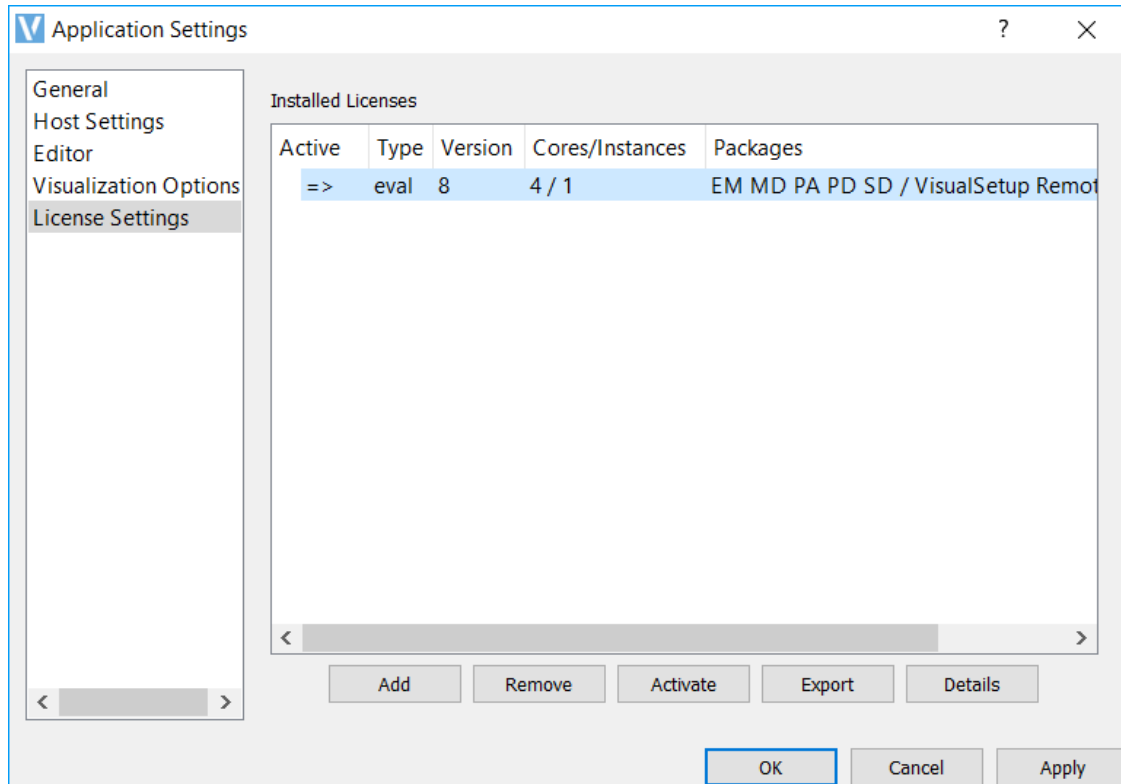 Application Settings
General
Host Settings
Editor
Visualization Options
License Settings
Installed Licenses
Active Type Version Cores/Instances Packages
=> eval 8 4 / 1 EM MD PA PD SD / VisualSetup Remot
Add Remove Activate Export Details
OK Cancel Apply